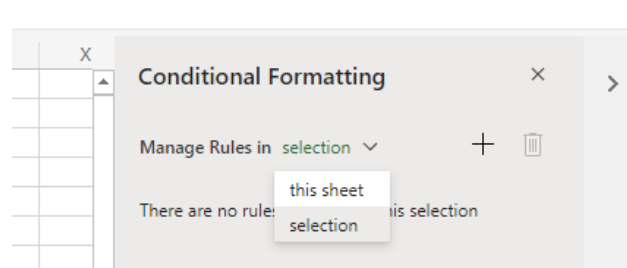 X
Conditional Formatting
Manage Rules in selection
this sheet
There are no rules is selection
selection